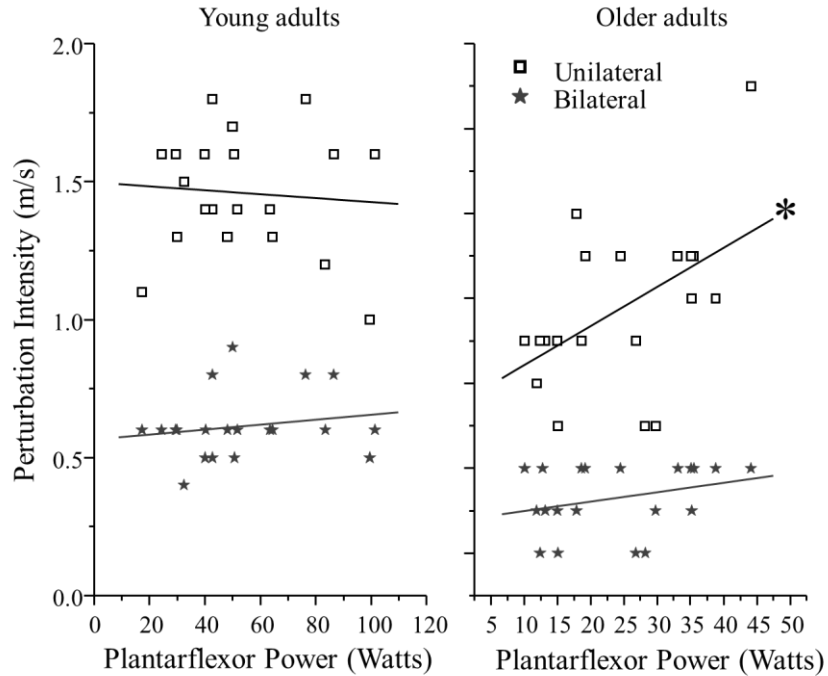 Young adults
Older adults
Unilateral
Bilateral
*
Perturbation Intensity (m/s)
2.0
1.5
1.0
0.5
0.0
0 20 40 60 80 100 120
5 10 15 20 25 30 35 40 45 50
Plantarflexor Power (Watts)
Plantarflexor Power (Watts)